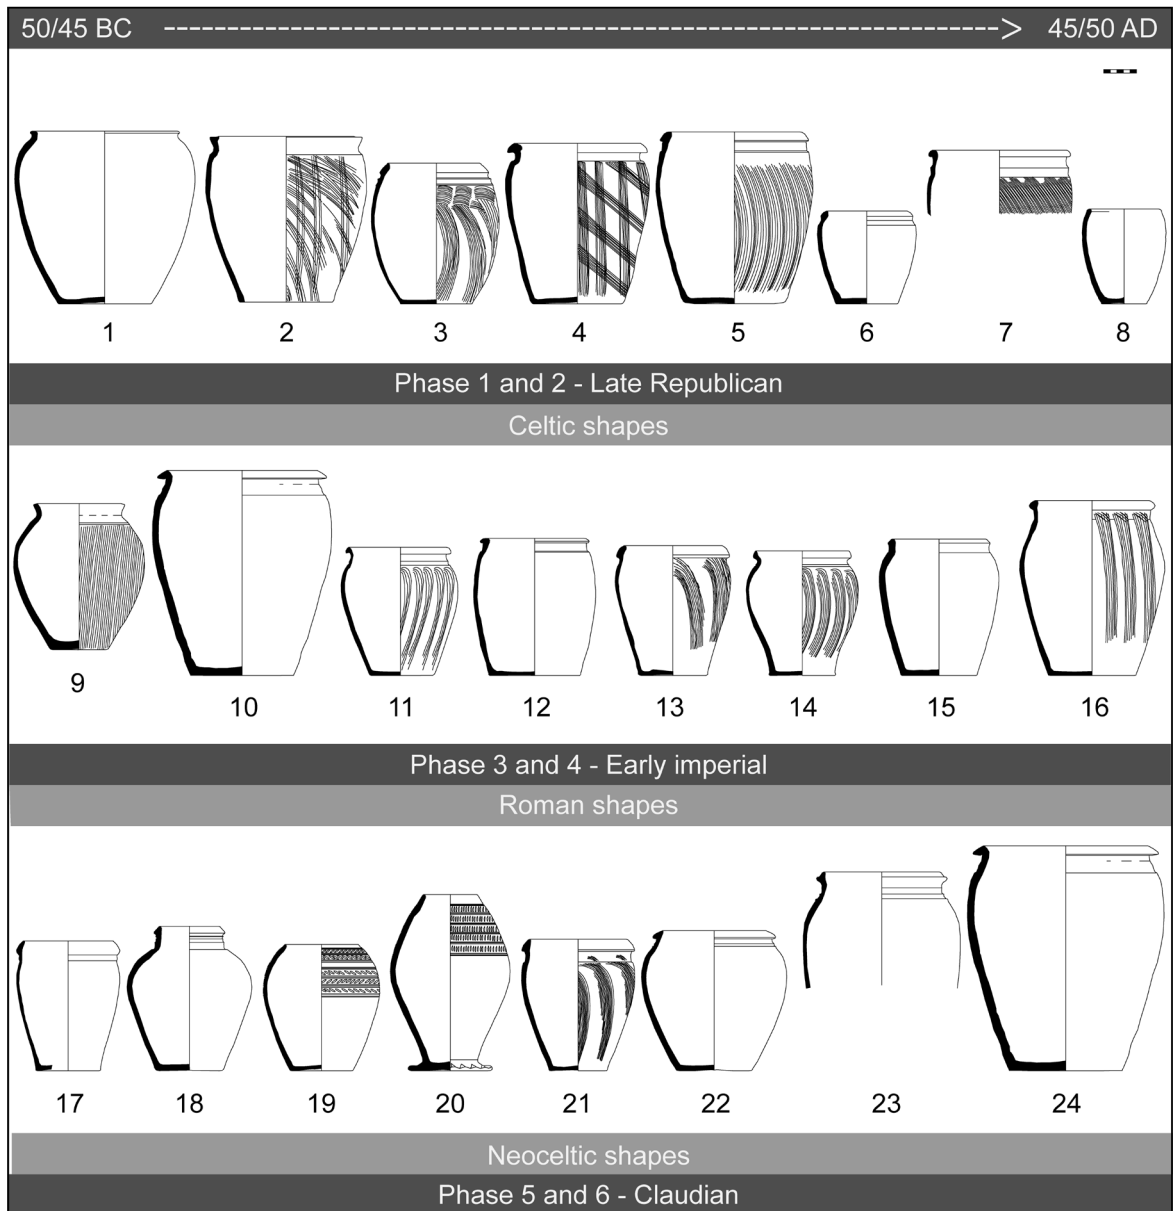 50/45 BC ----------> 45/50 AD
1 2 3 4 5 6 7 8
Phase 1 and 2 - Late Republican
Celtic shapes
9 10 11 12 13 14 15 16
Phase 3 and 4 - Early imperial
Roman shapes
17 18 19 20 21 22 23 24
Neoceltic shapes
Phase 5 and 6 - Claudian